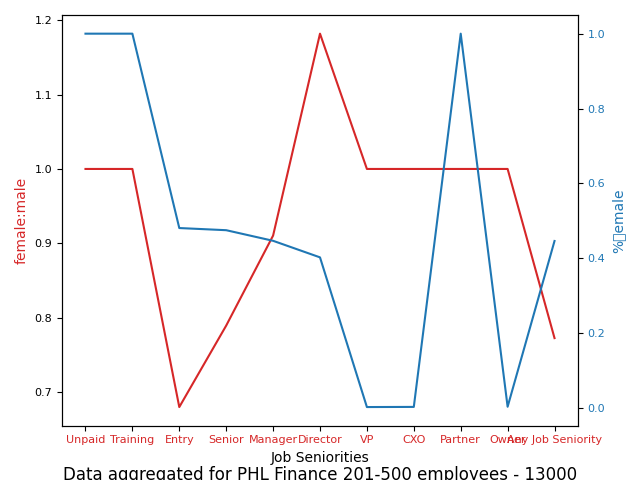 1.2
1.1
1.0
0.9
0.8
0.7
female:male
1.0
0.8
0.6
0.4
0.2
0.0
%▯emale
Unpaid Training Entry Senior Manager Director VP CXO Partner Owner Any Job Seniority
Job Seniorities
Data aggregated for PHL Finance 201-500 employees - 13000